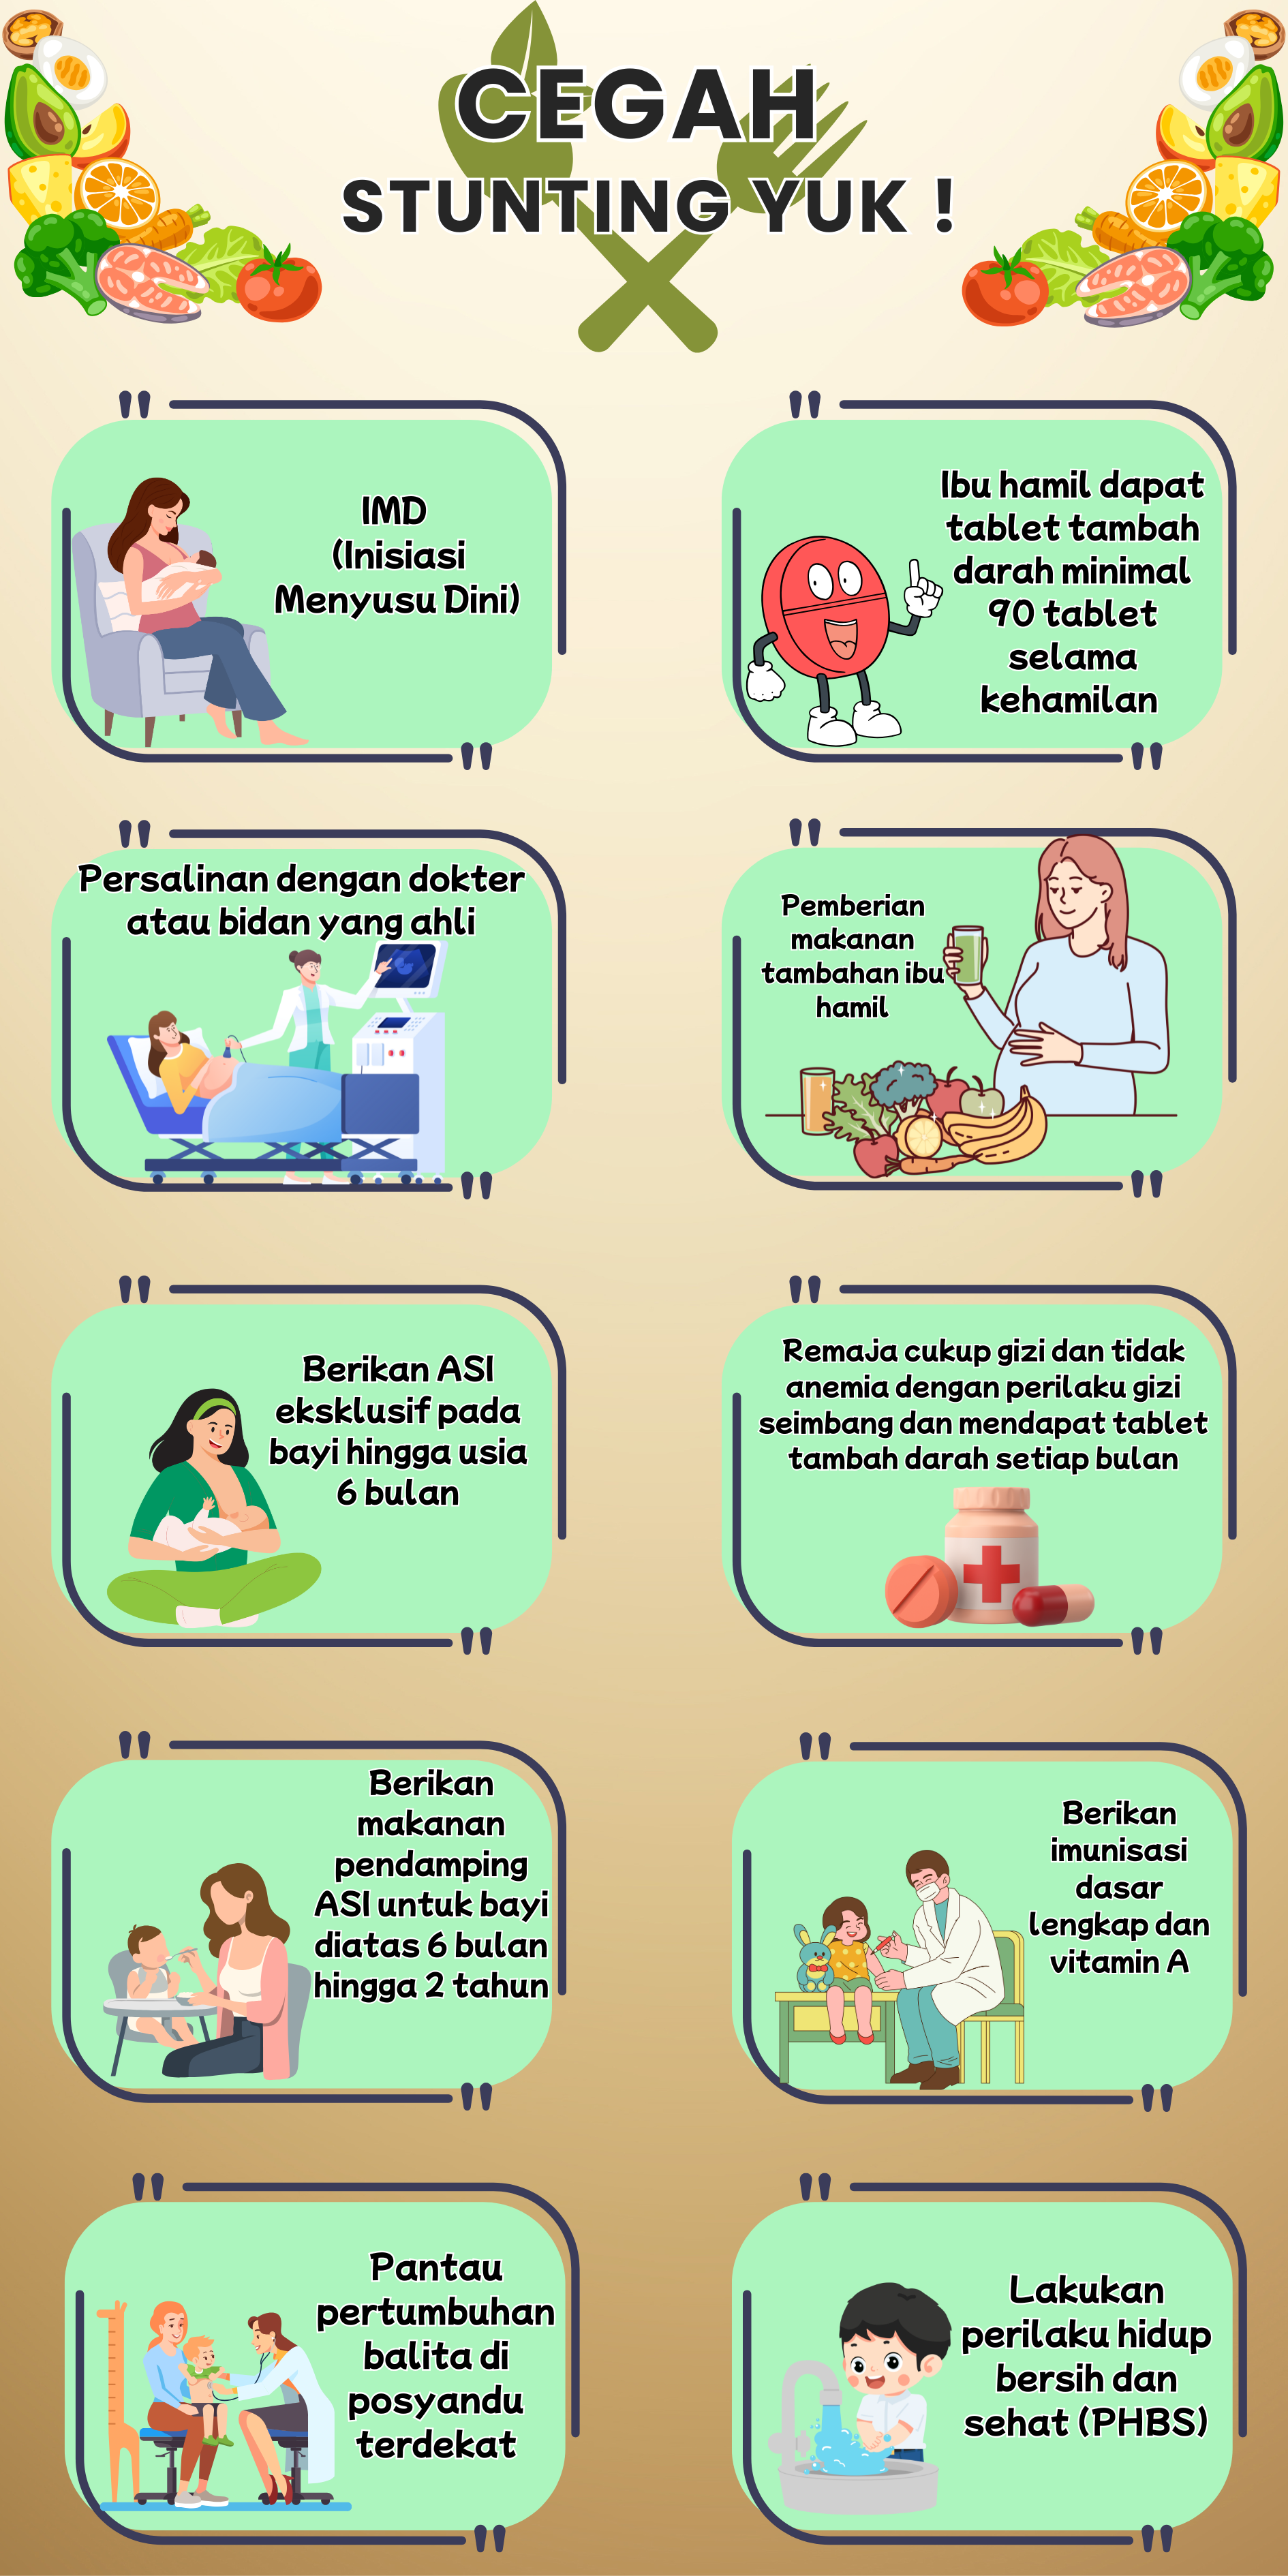 CEGAH
STUNTING YUK !
IMD
(Inisiasi
Menyusu Dini)
Ibu hamil dapat
tablet tambah
darah minimal
90 tablet
selama
kehamilan
Persalinan dengan dokter
atau bidan yang ahli
Pemberian
makanan
tambahan ibu
hamil
Berikan ASI
eksklusif pada
bayi hingga usia
6 bulan
Remaja cukup gizi dan tidak
anemia dengan perilaku gizi
seimbang dan mendapat tablet
tambah darah setiap bulan
Berikan
makanan
pendamping
ASI untuk bayi
diatas 6 bulan
hingga 2 tahun
Berikan
imunisasi
dasar
lengkap dan
vitamin A
Pantau
pertumbuhan
balita di
posyandu
terdekat
Lakukan
perilaku hidup
bersih dan
sehat (PHBS)